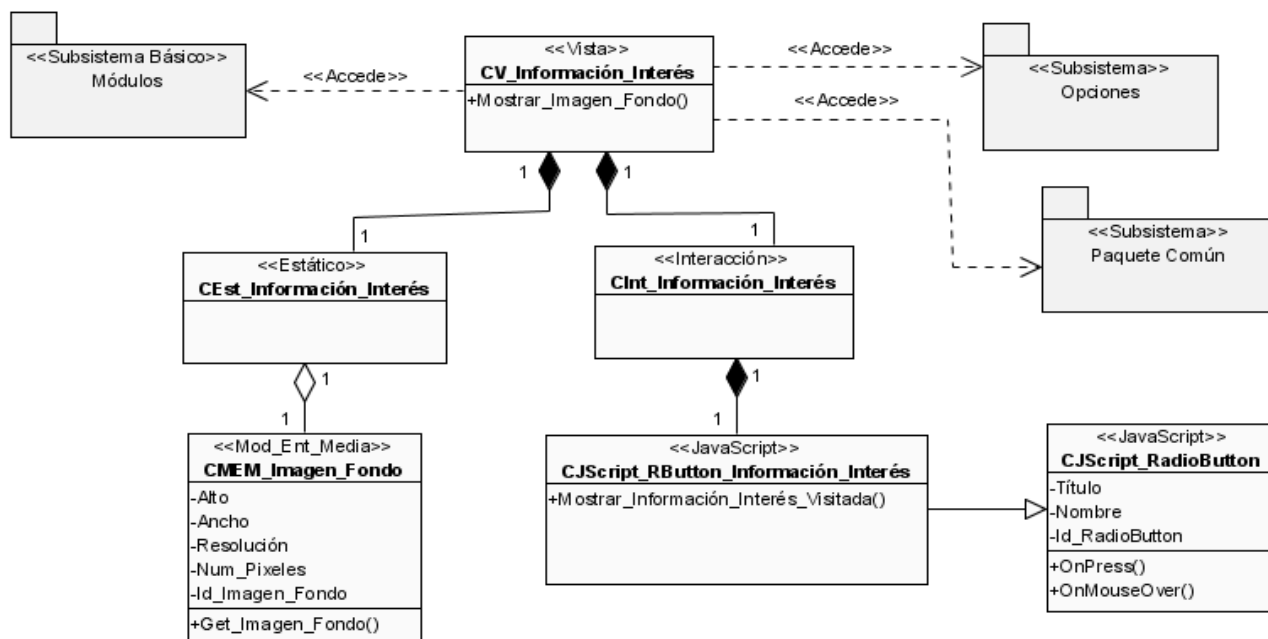 <<Subsistema Básico>>
Módulos
<<Accede>>
<<Vista>>
CV_Información_Interés
+Mostrar_Imagen_Fondo()
<<Accede>>
<<Accede>>
<<Subsistema>>
Opciones
<<Subsistema>>
Paquete Común
1
1
1
1
<<Estático>>
CEst_Información_Interés
<<Interacción>>
CInt_Información_Interés
1
1
1
1
<<Mod_Ent_Media>>
CMEM_Imagen_Fondo
-Alto
-Ancho
-Resolución
-Num_Pixeles
-Id_Imagen_Fondo
+Get_Imagen_Fondo()
<<JavaScript>>
CJScript_RButton_Información_Interés
+Mostrar_Información_Interés_Visitada()
<<JavaScript>>
CJScript_RadioButton
-Título
-Nombre
-Id_RadioButton
+OnPress()
+OnMouseOver()